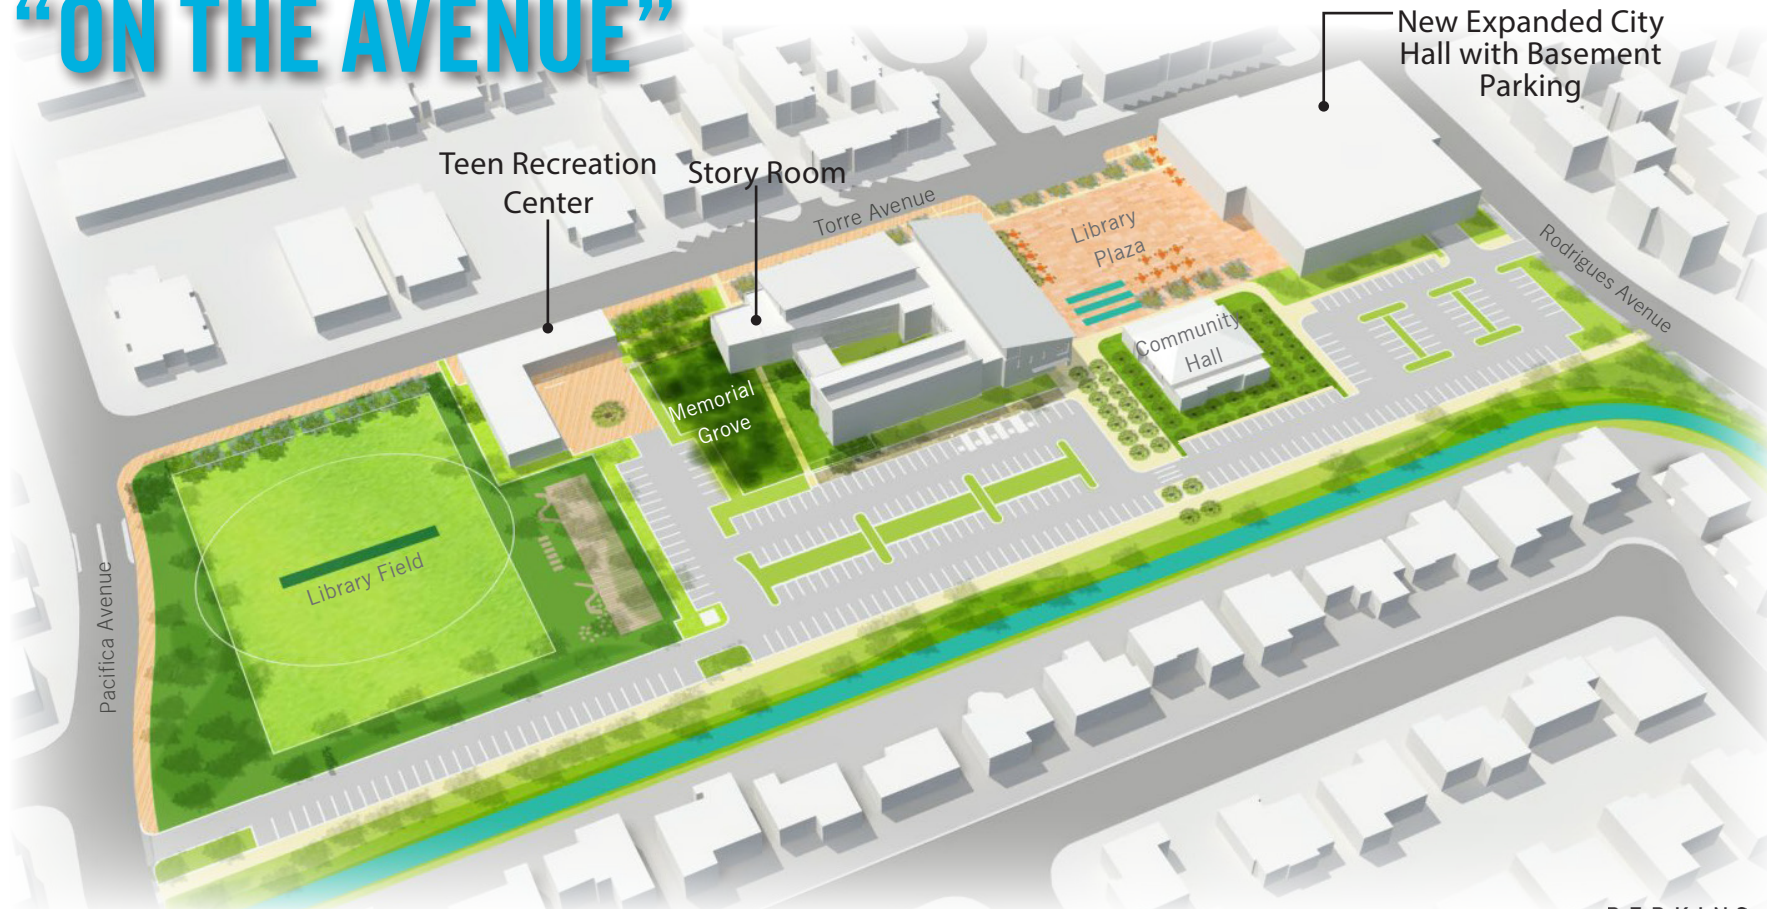 “ON THE AVENUE”
New Expanded City
Hall with Basement
Parking
Teen Recreation
Center
Story Room
Torre Avenue
Library
Plaza
Rodrigues Avenue
Community
Hall
Memorial
Grove
Library Field
Pacifica Avenue